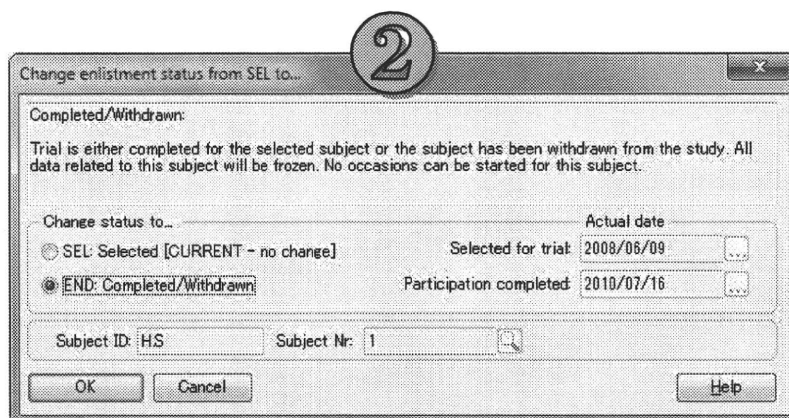 2
Change enlistment status from SEL to...
Completed/Withdrawn:
Trial is either completed for the selected subject or the subject has been withdrawn from the study. All
data related to this subject will be frozen. No occasions can be started for this subject.
Change status to...
Actual date
SEL: Selected [CURRENT - no change]
Selected for trial: 2008/06/09 ...
END: Completed/Withdrawn
Participation completed: 2010/07/16 ...
Subject ID: H.S Subject Nr: 1
OK Cancel Help